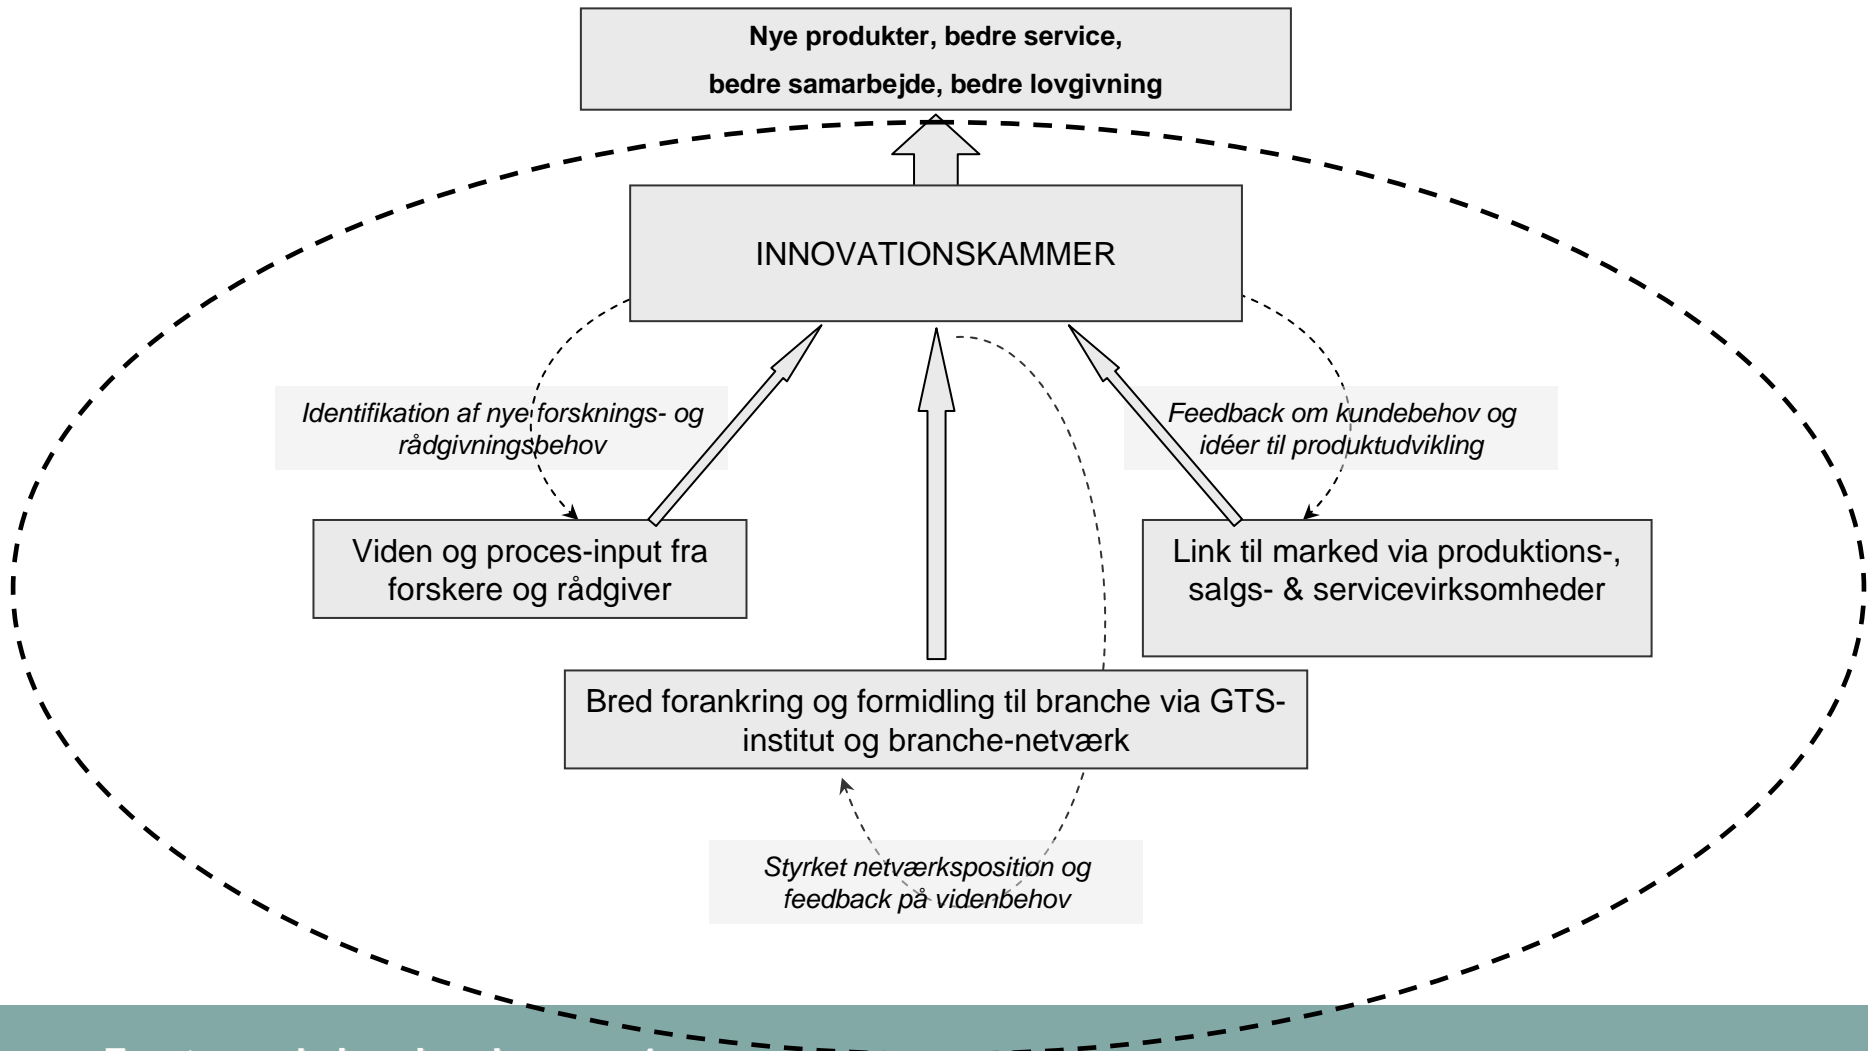 Nye produkter, bedre service,
bedre samarbejde, bedre lovgivning
INNOVATIONSKAMMER
Identifikation af nye forsknings- og
rådgivningsbehov
Feedback om kundebehov og
idéer til produktudvikling
Viden og proces-input fra
forskere og rådgiver
Link til marked via produktions-,
salgs- & servicevirksomheder
Bred forankring og formidling til branche via GTS-
institut og branche-netværk
Styrket netværksposition og
feedback på videnbehov